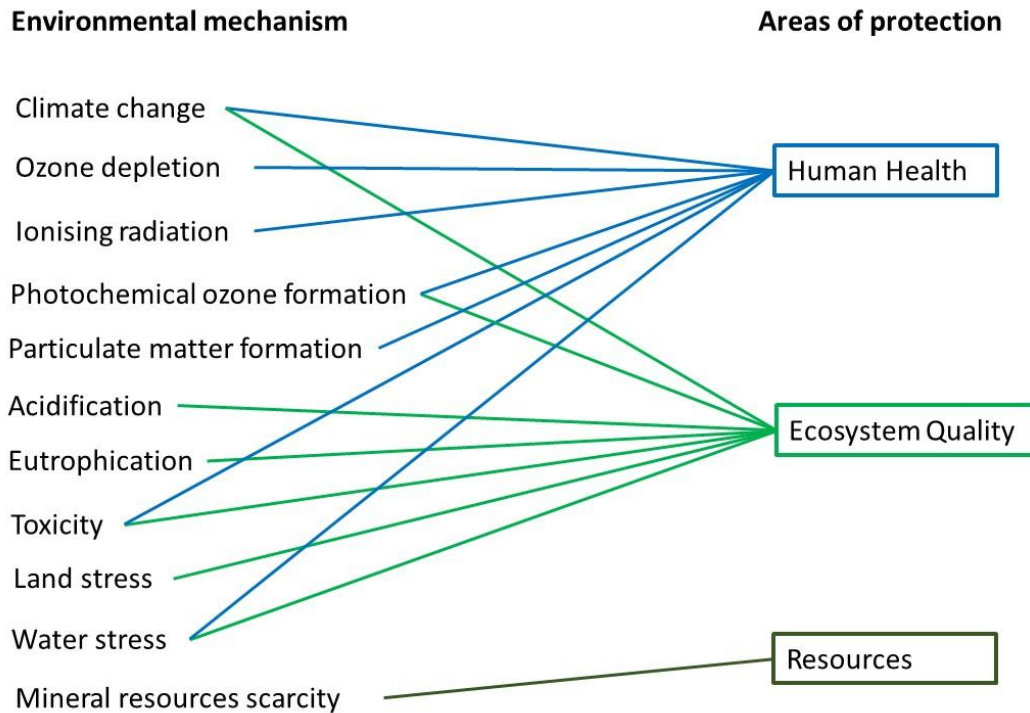 Environmental mechanism
Areas of protection
Climate change
Ozone depletion
Human Health
Ionising radiation
Photochemical ozone formation
Particulate matter formation
Acidification
Ecosystem Quality
Eutrophication
Toxicity
Land stress
Water stress
Resources
Mineral resources scarcity